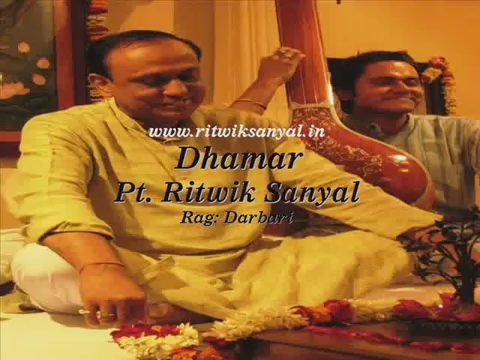 www.ritwiksanyal.in
Dhamar
Pt. Ritwik Sanyal
Rag: Darbari